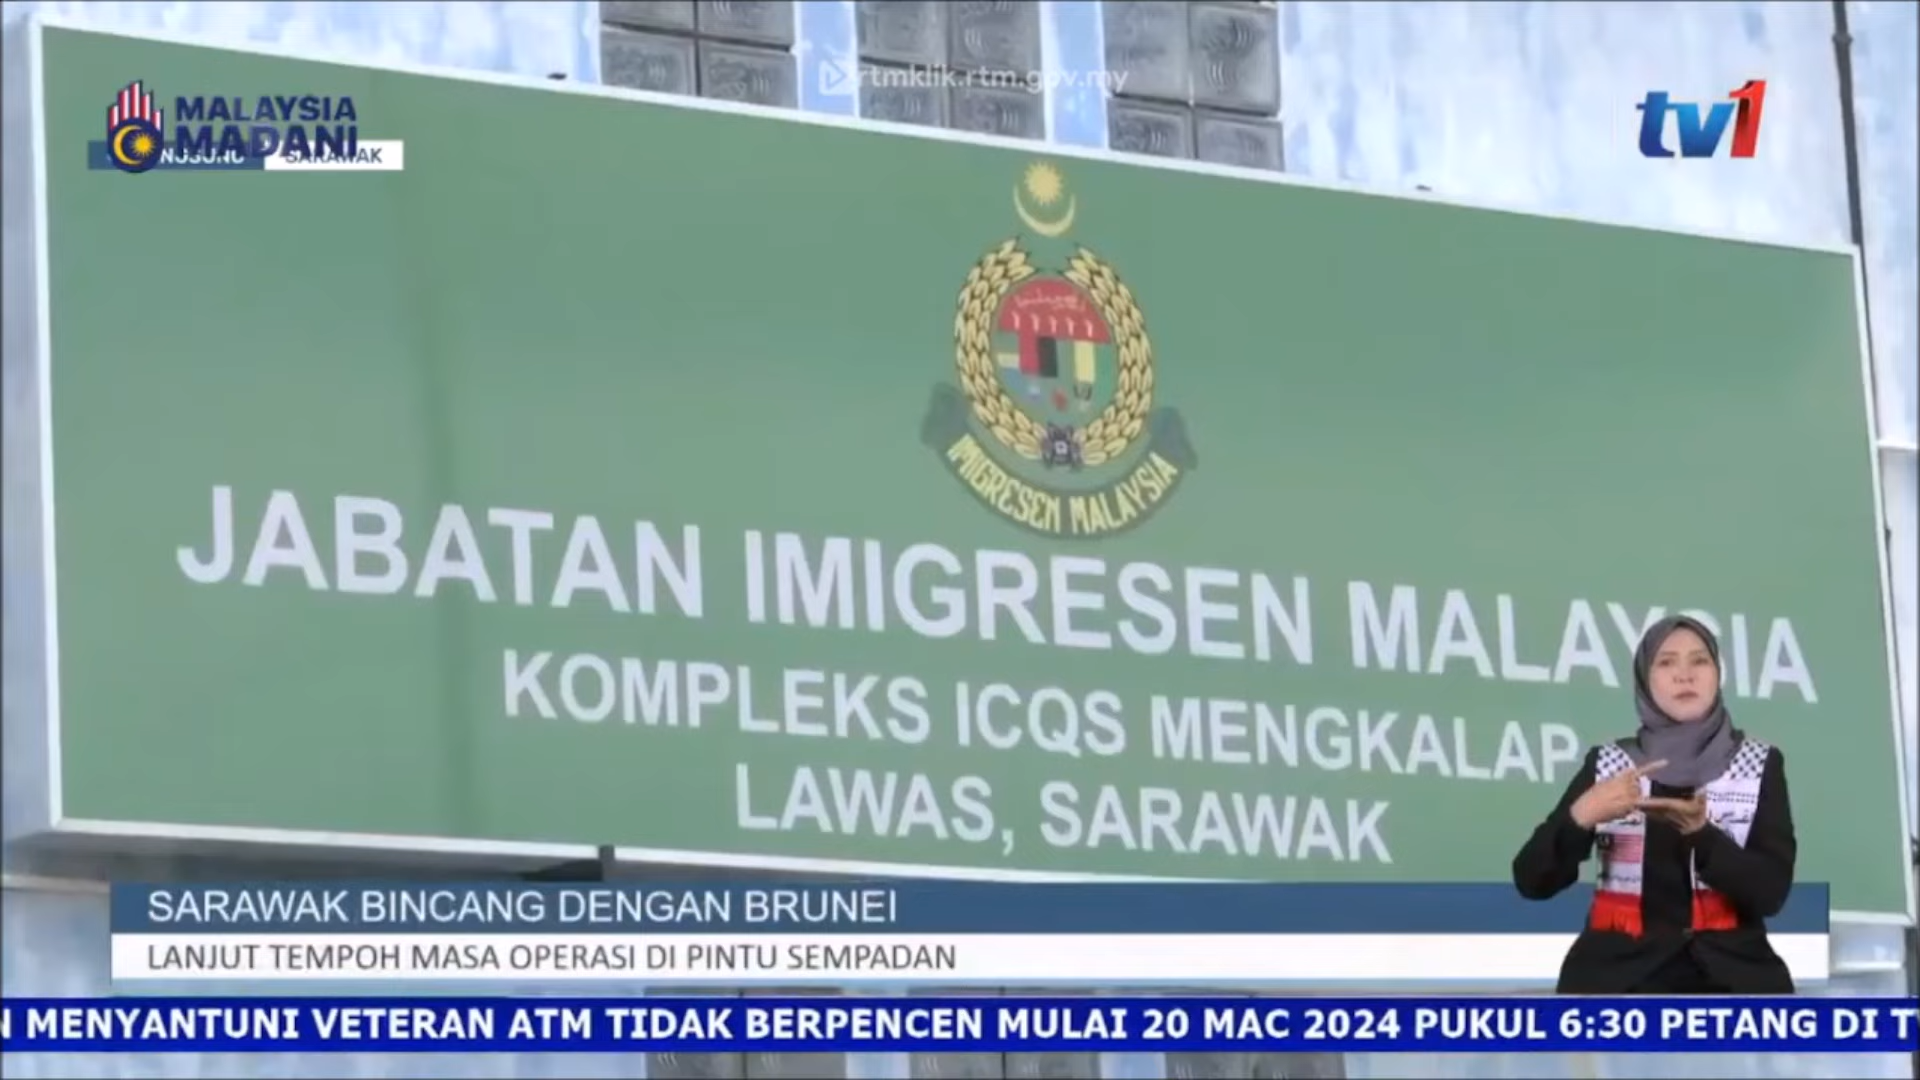 rtmklik.rtm.gov.my
MALAYSIA
MADANI
tv1
SARAWAK
IMIGRESEN MALAYSIA
JABATAN IMIGRESEN MALAYSIA
KOMPLEKS ICQS MENGKALAP
LAWAS, SARAWAK
SARAWAK BINCANG DENGAN BRUNEI
LANJUT TEMPOH MASA OPERASI DI PINTU SEMPADAN
MENYANTUNI VETERAN ATM TIDAK BERPENCEN MULAI 20 MAC 2024 PUKUL 6:30 PETANG DI